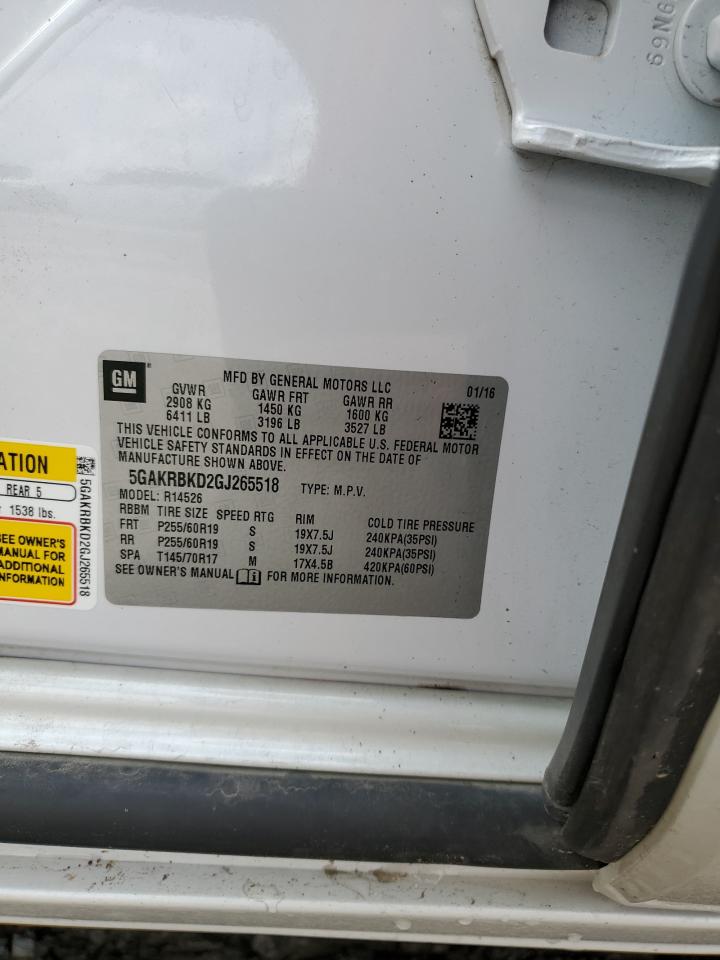 69N6
GM
MFD BY GENERAL MOTORS LLC
01/16
GVWR GAWR FRT GAWR RR
2908 KG 1450 KG 1600 KG
6411 LB 3196 LB 3527 LB
THIS VEHICLE CONFORMS TO ALL APPLICABLE U.S. FEDERAL MOTOR
VEHICLE SAFETY STANDARDS IN EFFECT ON THE DATE OF
MANUFACTURE SHOWN ABOVE.
5GAKRBKD2GJ265518 TYPE: M.P.V.
MODEL: R14526
RBBM TIRE SIZE SPEED RTG RIM COLD TIRE PRESSURE
FRT P255/60R19 S 19X7.5J 240KPA(35PSI)
RR P255/60R19 S 19X7.5J 240KPA(35PSI)
SPA T145/70R17 M 17X4.5B 420KPA(60PSI)
SEE OWNER'S MANUAL FOR MORE INFORMATION.
ATION
REAR 5
1538 lbs.
SEE OWNER'S
MANUAL FOR
ADDITIONAL
INFORMATION
5GAKRBKD2GJ265518